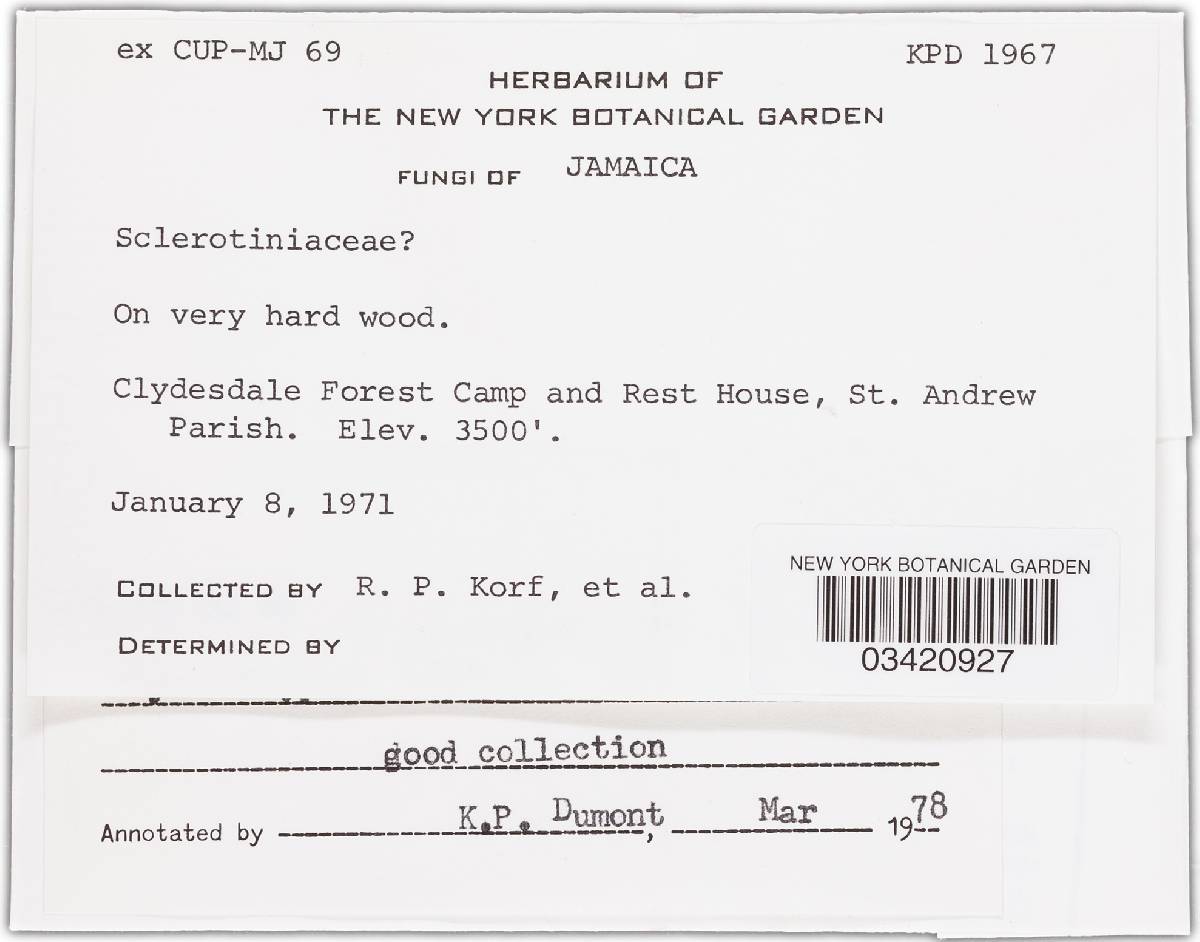 ex CUP-MJ 69 KPD 1967
HERBARIUM OF
THE NEW YORK BOTANICAL GARDEN
FUNGI OF JAMAICA
Sclerotiniaceae?
On very hard wood.
Clydesdale Forest Camp and Rest House, St. Andrew
Parish. Elev. 3500'.
January 8, 1971
COLLECTED BY R. P. Korf, et al.
DETERMINED BY
NEW YORK BOTANICAL GARDEN
03420927
good collection
Annotated by K.P. Dumont, Mar 1978